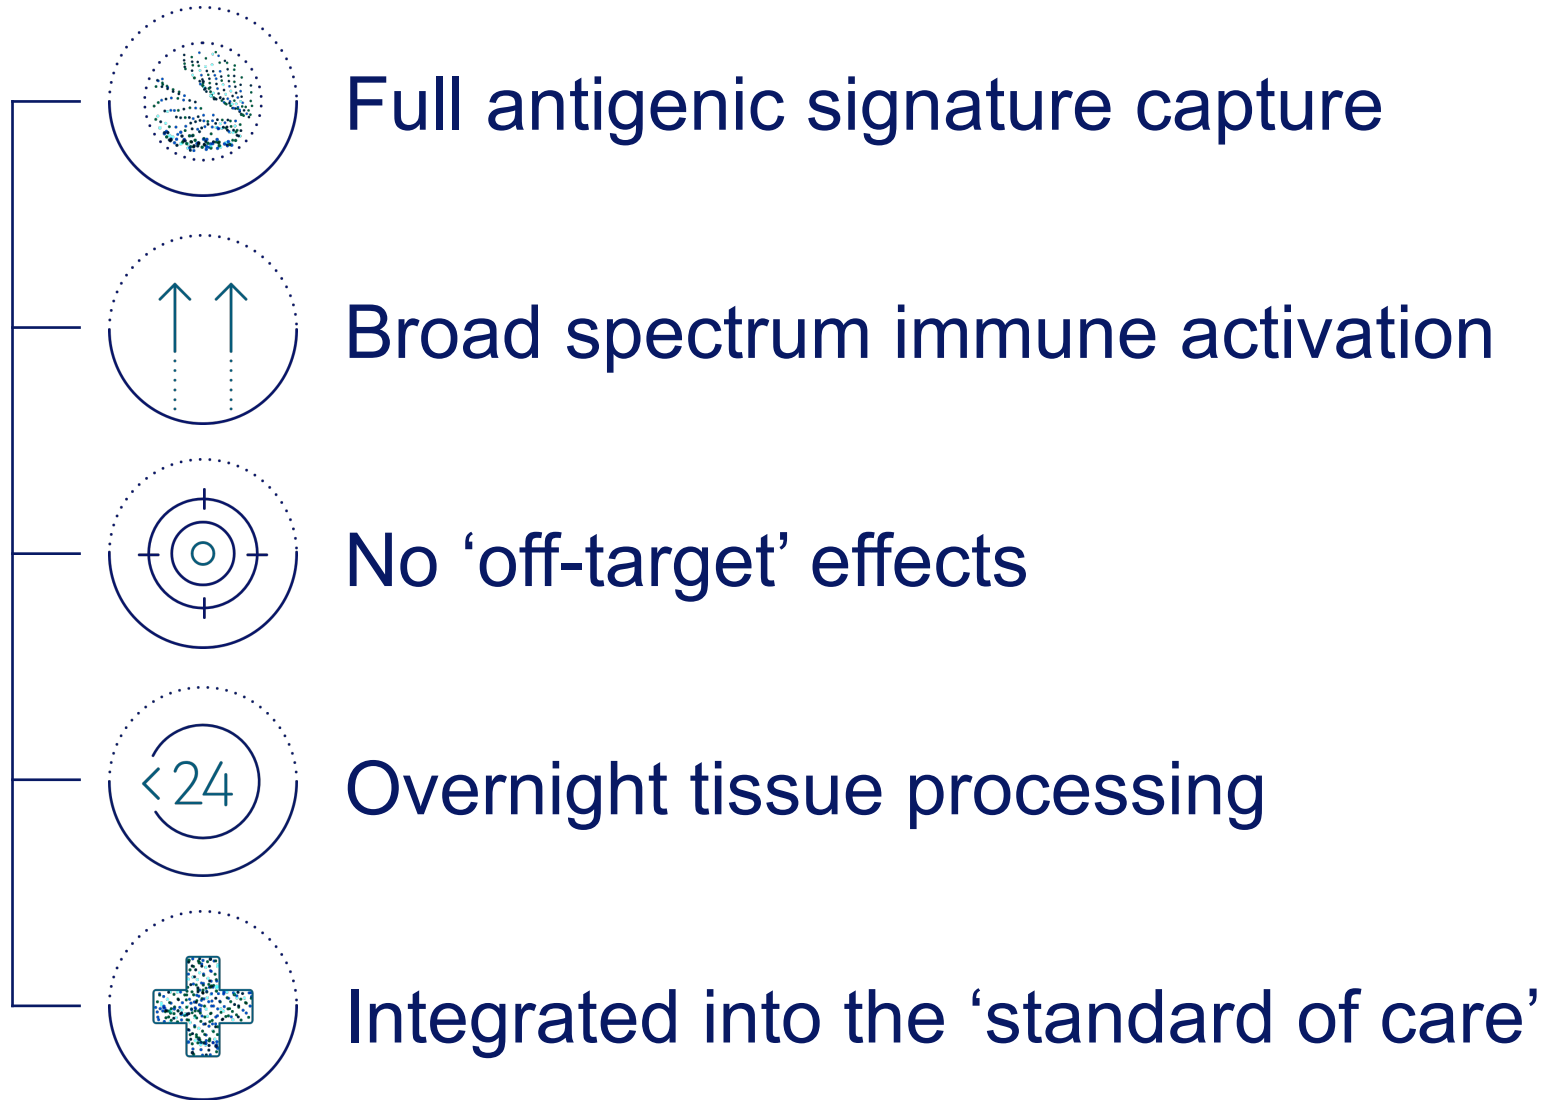 Full antigenic signature capture
Broad spectrum immune activation
No ‘off-target’ effects
<24
Overnight tissue processing
Integrated into the ‘standard of care’